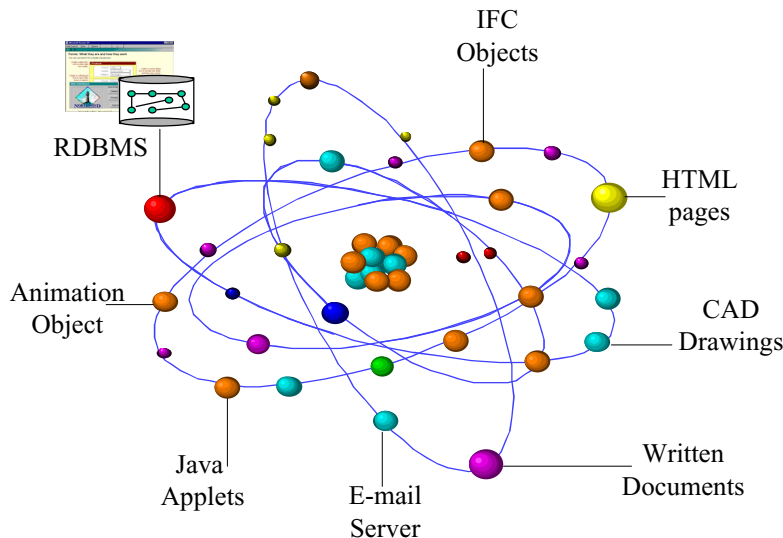 IFC
Objects
RDBMS
HTML
pages
Animation
Object
CAD
Drawings
Java
Applets
E-mail
Server
Written
Documents